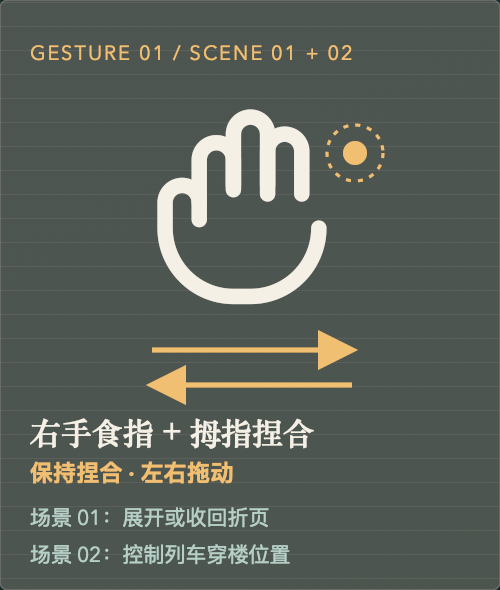 GESTURE 01 / SCENE 01 + 02
右手食指 + 拇指捏合
保持捏合 · 左右拖动
场景 01：展开或收回折页
场景 02：控制列车穿楼位置